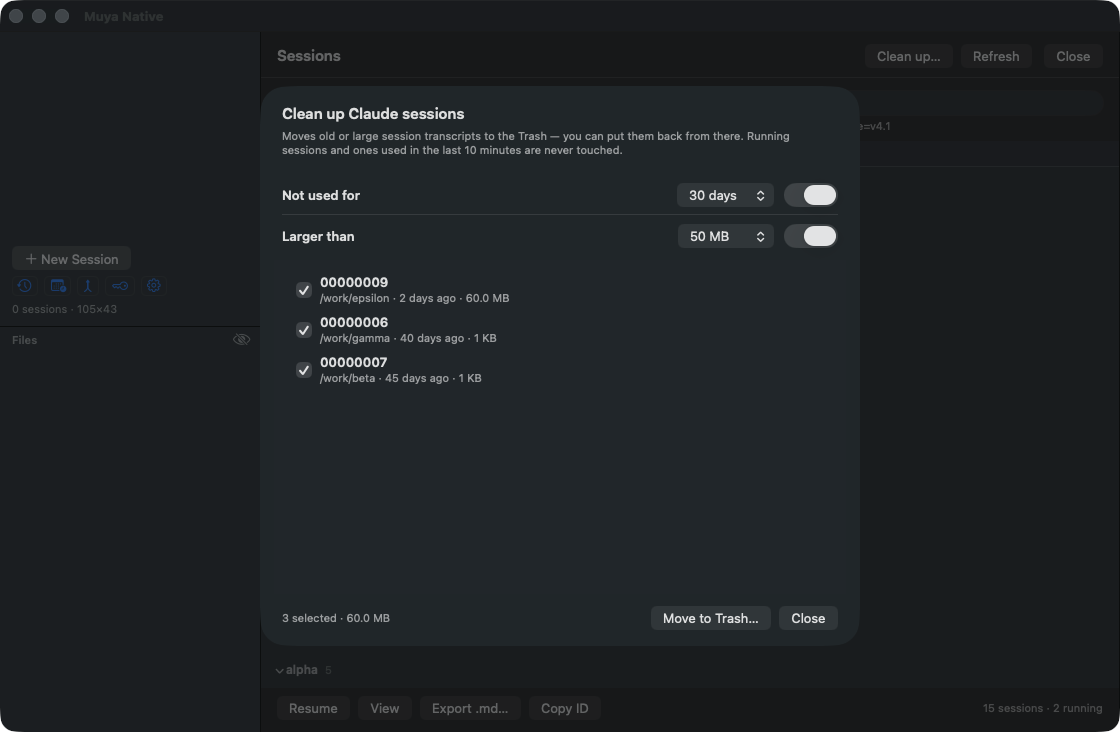 Muya Native
Sessions
Clean up...
Refresh
Close
=v4.1
Clean up Claude sessions
Moves old or large session transcripts to the Trash — you can put them back from there. Running
sessions and ones used in the last 10 minutes are never touched.
Not used for
30 days
Larger than
50 MB
00000009
/work/epsilon · 2 days ago · 60.0 MB
00000006
/work/gamma · 40 days ago · 1 KB
00000007
/work/beta · 45 days ago · 1 KB
3 selected · 60.0 MB
Move to Trash...
Close
+ New Session
0 sessions · 105×43
Files
alpha 5
Resume
View
Export .md...
Copy ID
15 sessions · 2 running